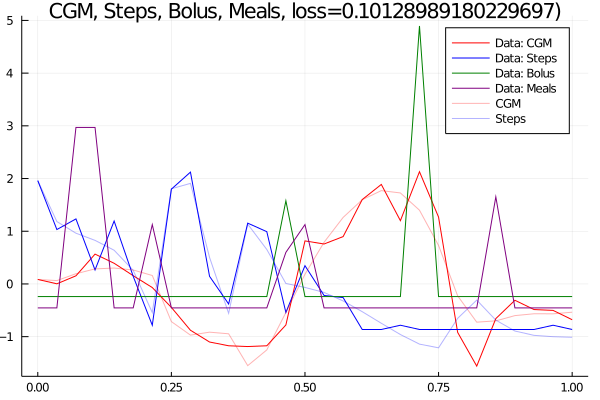 CGM, Steps, Bolus, Meals, loss=0.10128989180229697)
Data: CGM
Data: Steps
Data: Bolus
Data: Meals
CGM
Steps
5
4
3
2
1
0
-1
0.00 0.25 0.50 0.75 1.00